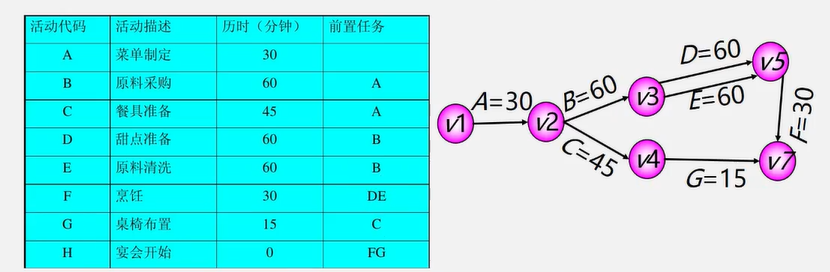 活动代码 活动描述 历时（分钟） 前置任务
A 菜单制定 30
B 原料采购 60 A
C 餐具准备 45 A
D 甜点准备 60 B
E 原料清洗 60 B
F 烹饪 30 DE
G 桌椅布置 15 C
H 宴会开始 0 FG
D=60
v5
B=60
v3
E=60
A=30
v1
v2
F=30
C=45
v4
v7
G=15